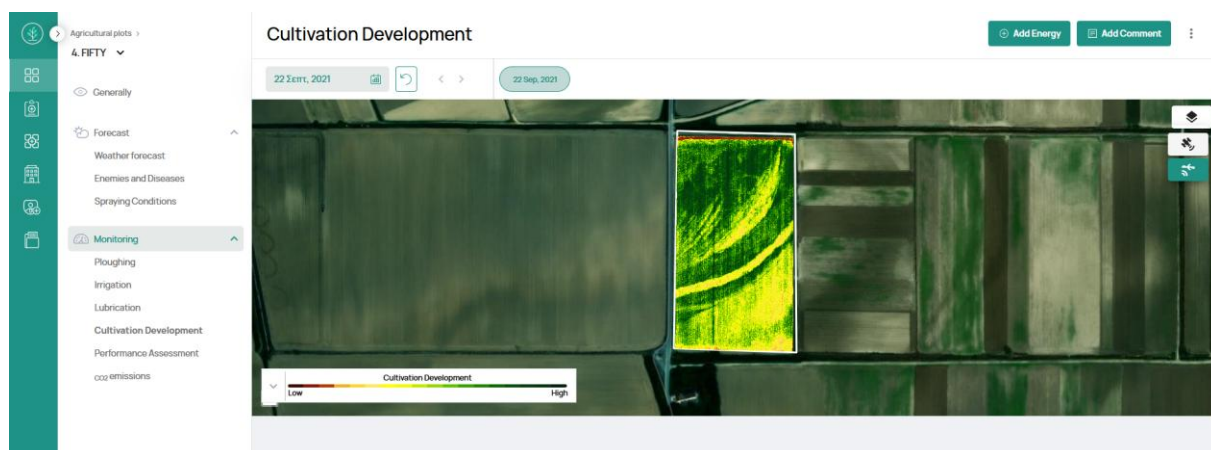 Agricultural plots >
4. FIFTY
Generally
Forecast
Weather forecast
Enemies and Diseases
Spraying Conditions
Monitoring
Ploughing
Irrigation
Lubrication
Cultivation Development
Performance Assessment
CO2 emissions
Cultivation Development
Add Energy
Add Comment
22 Σεπτ, 2021
22 Sep, 2021
Cultivation Development
Low High